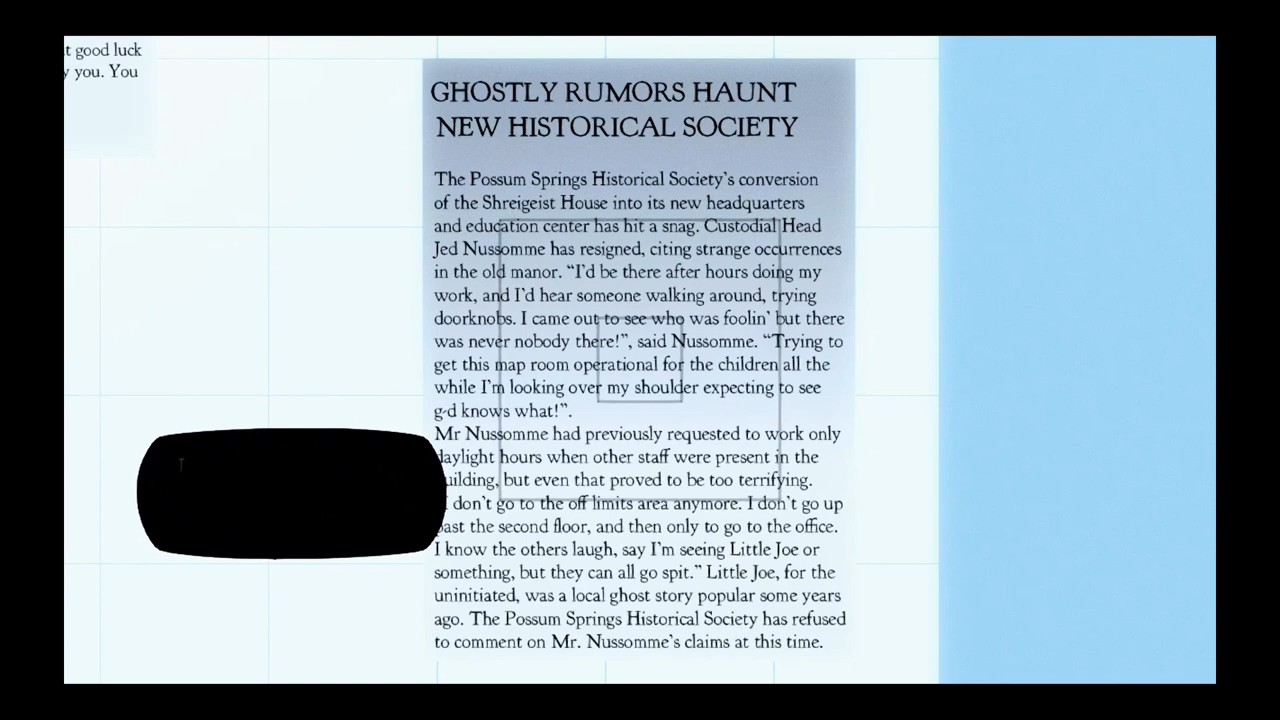 t good luck
y you. You
GHOSTLY RUMORS HAUNT
NEW HISTORICAL SOCIETY
The Possum Springs Historical Society's conversion
of the Shreigeist House into its new headquarters
and education center has hit a snag. Custodial Head
Jed Nussomme has resigned, citing strange occurrences
in the old manor. “I'd be there after hours doing my
work, and I'd hear someone walking around, trying
doorknobs. I came out to see who was foolin' but there
was never nobody there!”, said Nussomme. “Trying to
get this map room operational for the children all the
while I'm looking over my shoulder expecting to see
g-d knows what!”.
Mr Nussomme had previously requested to work only
daylight hours when other staff were present in the
building, but even that proved to be too terrifying.
I don't go to the off limits area anymore. I don't go up
past the second floor, and then only to go to the office.
I know the others laugh, say I'm seeing Little Joe or
something, but they can all go spit.” Little Joe, for the
uninitiated, was a local ghost story popular some years
ago. The Possum Springs Historical Society has refused
to comment on Mr. Nussomme's claims at this time.